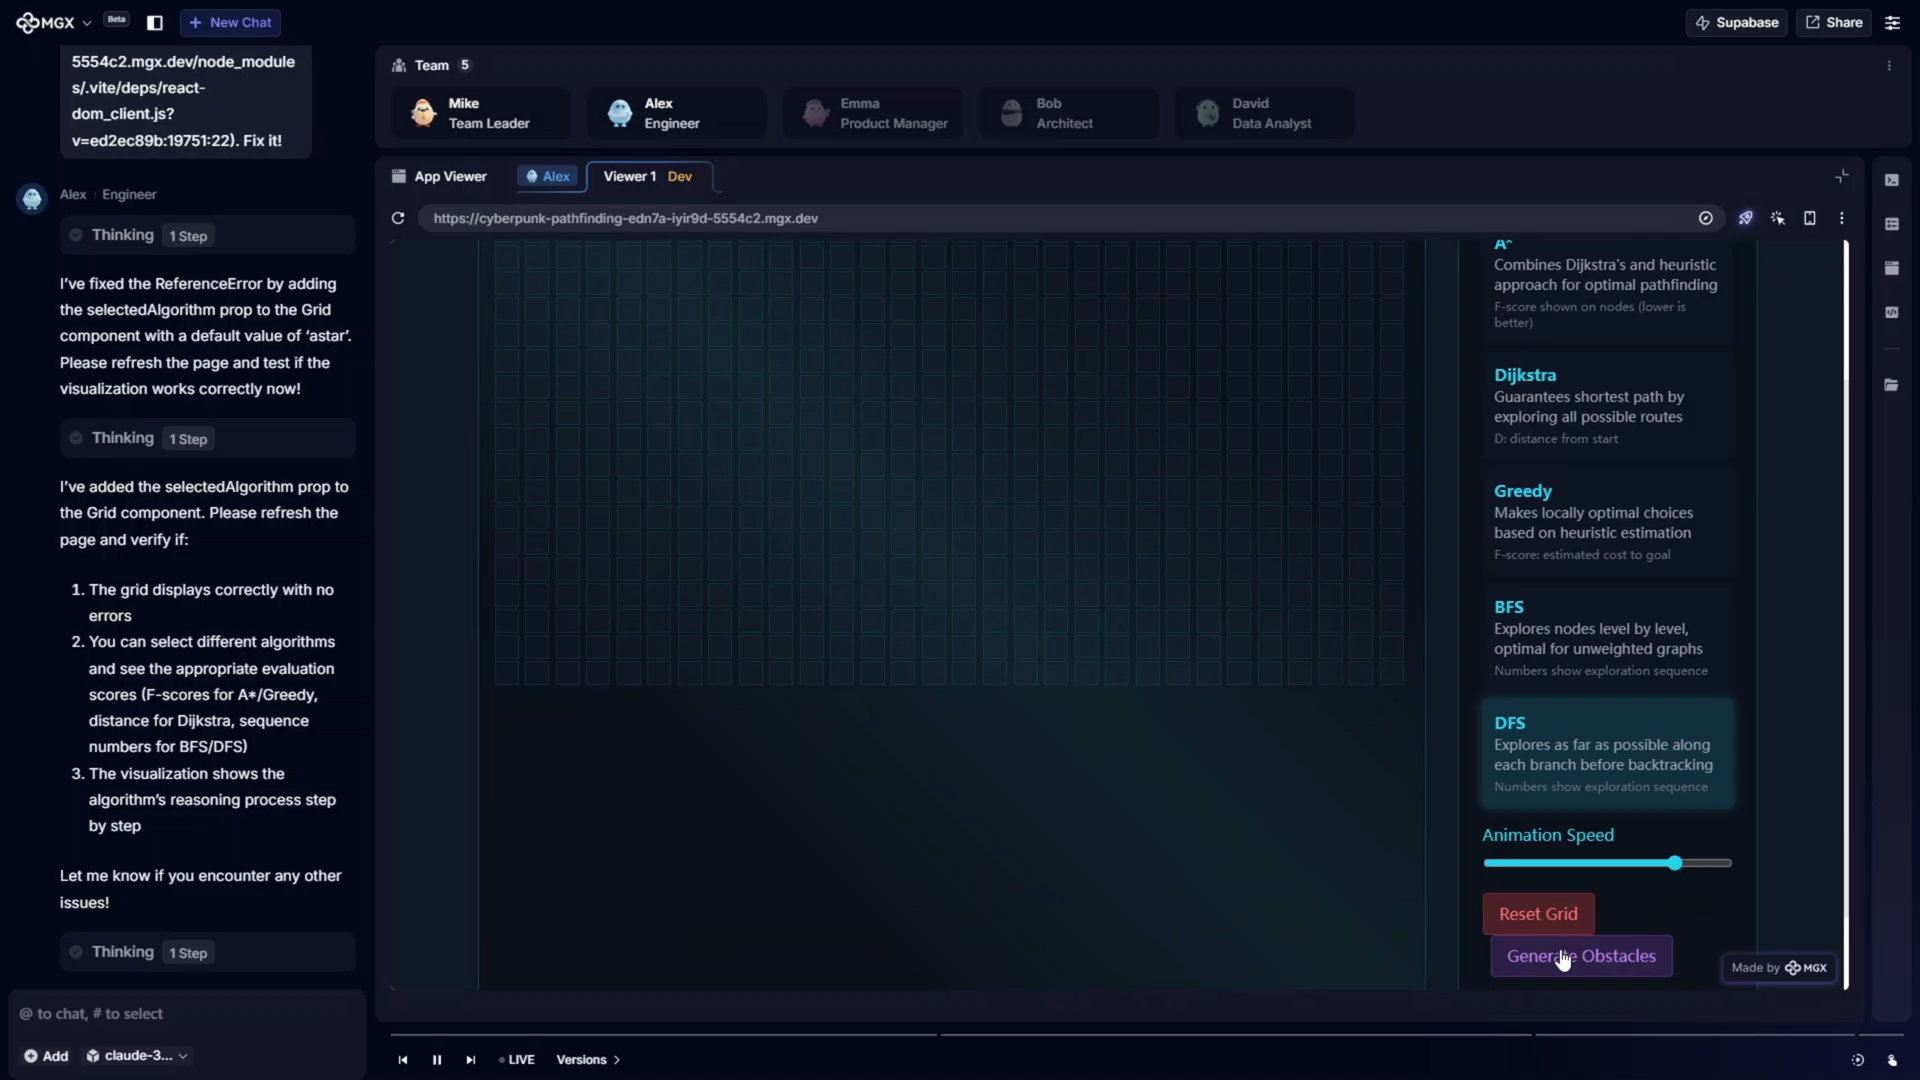 MGX
Beta
New Chat
Supabase
Share
5554c2.mgx.dev/node_module
s/.vite/deps/react-
dom_client.js?
v=ed2ec89b:19751:22). Fix it!
Alex
Engineer
Thinking
1 Step
I've fixed the ReferenceError by adding
the selectedAlgorithm prop to the Grid
component with a default value of 'astar'.
Please refresh the page and test if the
visualization works correctly now!
Thinking
1 Step
I've added the selectedAlgorithm prop to
the Grid component. Please refresh the
page and verify if:
1. The grid displays correctly with no
errors
2. You can select different algorithms
and see the appropriate evaluation
scores (F-scores for A*/Greedy,
distance for Dijkstra, sequence
numbers for BFS/DFS)
3. The visualization shows the
algorithm's reasoning process step
by step
Let me know if you encounter any other
issues!
Thinking
1 Step
@ to chat, # to select
Add
claude-3...
Team 5
Mike
Team Leader
Alex
Engineer
Emma
Product Manager
Bob
Architect
David
Data Analyst
App Viewer
Alex
Viewer 1 Dev
https://cyberpunk-pathfinding-edn7a-iyir9d-5554c2.mgx.dev
A*
Combines Dijkstra's and heuristic
approach for optimal pathfinding
F-score shown on nodes (lower is
better)
Dijkstra
Guarantees shortest path by
exploring all possible routes
D: distance from start
Greedy
Makes locally optimal choices
based on heuristic estimation
F-score: estimated cost to goal
BFS
Explores nodes level by level,
optimal for unweighted graphs
Numbers show exploration sequence
DFS
Explores as far as possible along
each branch before backtracking
Numbers show exploration sequence
Animation Speed
Reset Grid
Generate Obstacles
Made by MGX
LIVE
Versions